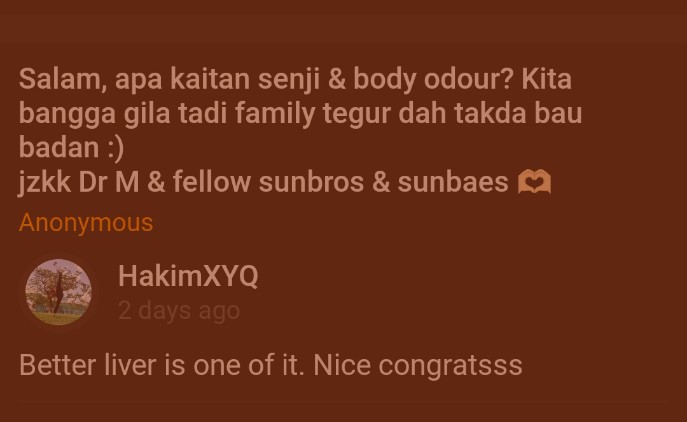 Salam, apa kaitan senji & body odour? Kita
bangga gila tadi family tegur dah takda bau
badan :)
jzkk Dr M & fellow sunbros & sunbaes 🫶
Anonymous
HakimXYQ
2 days ago
Better liver is one of it. Nice congratsss